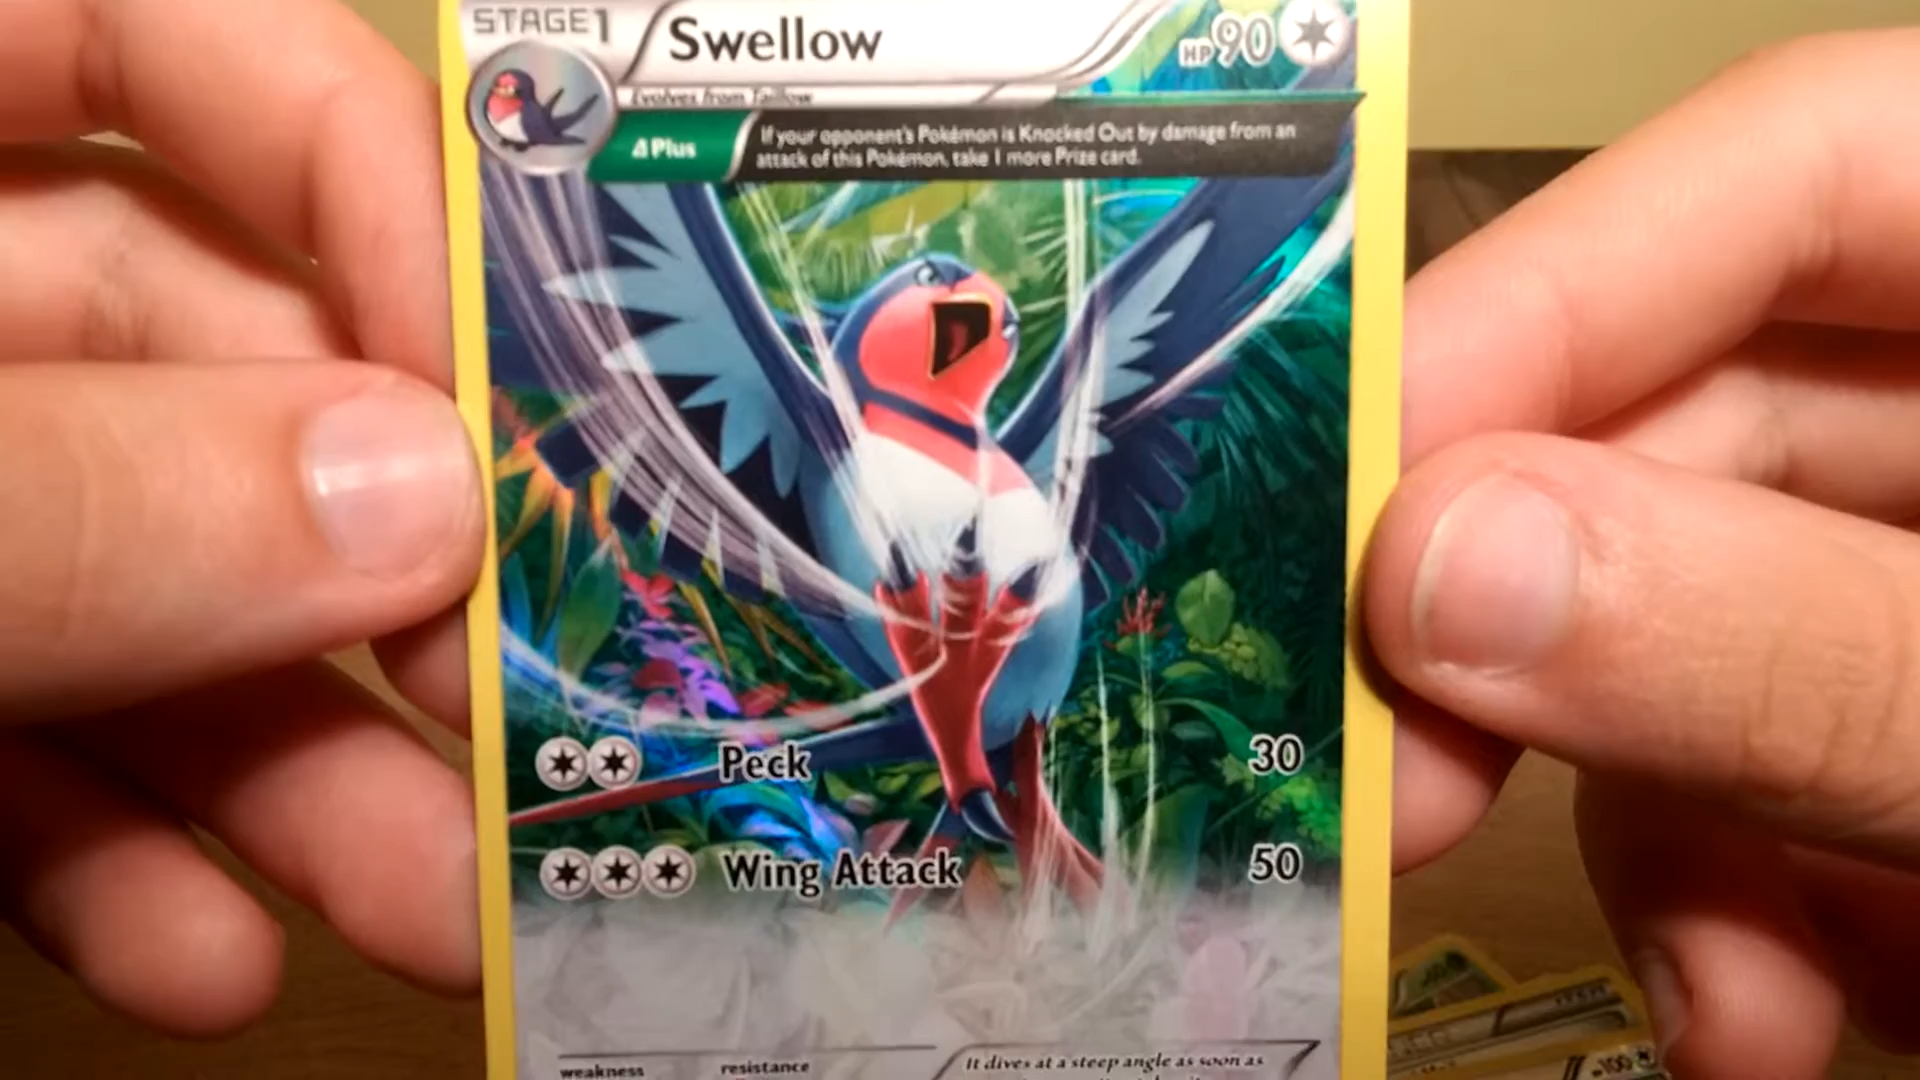 STAGE1
Swellow
HP90
Evolves from Taillow
Δ Plus
If your opponent's Pokémon is Knocked Out by damage from an
attack of this Pokémon, take 1 more Prize card.
Peck 30
Wing Attack 50
weakness
resistance
It dives at a steep angle as soon as
100